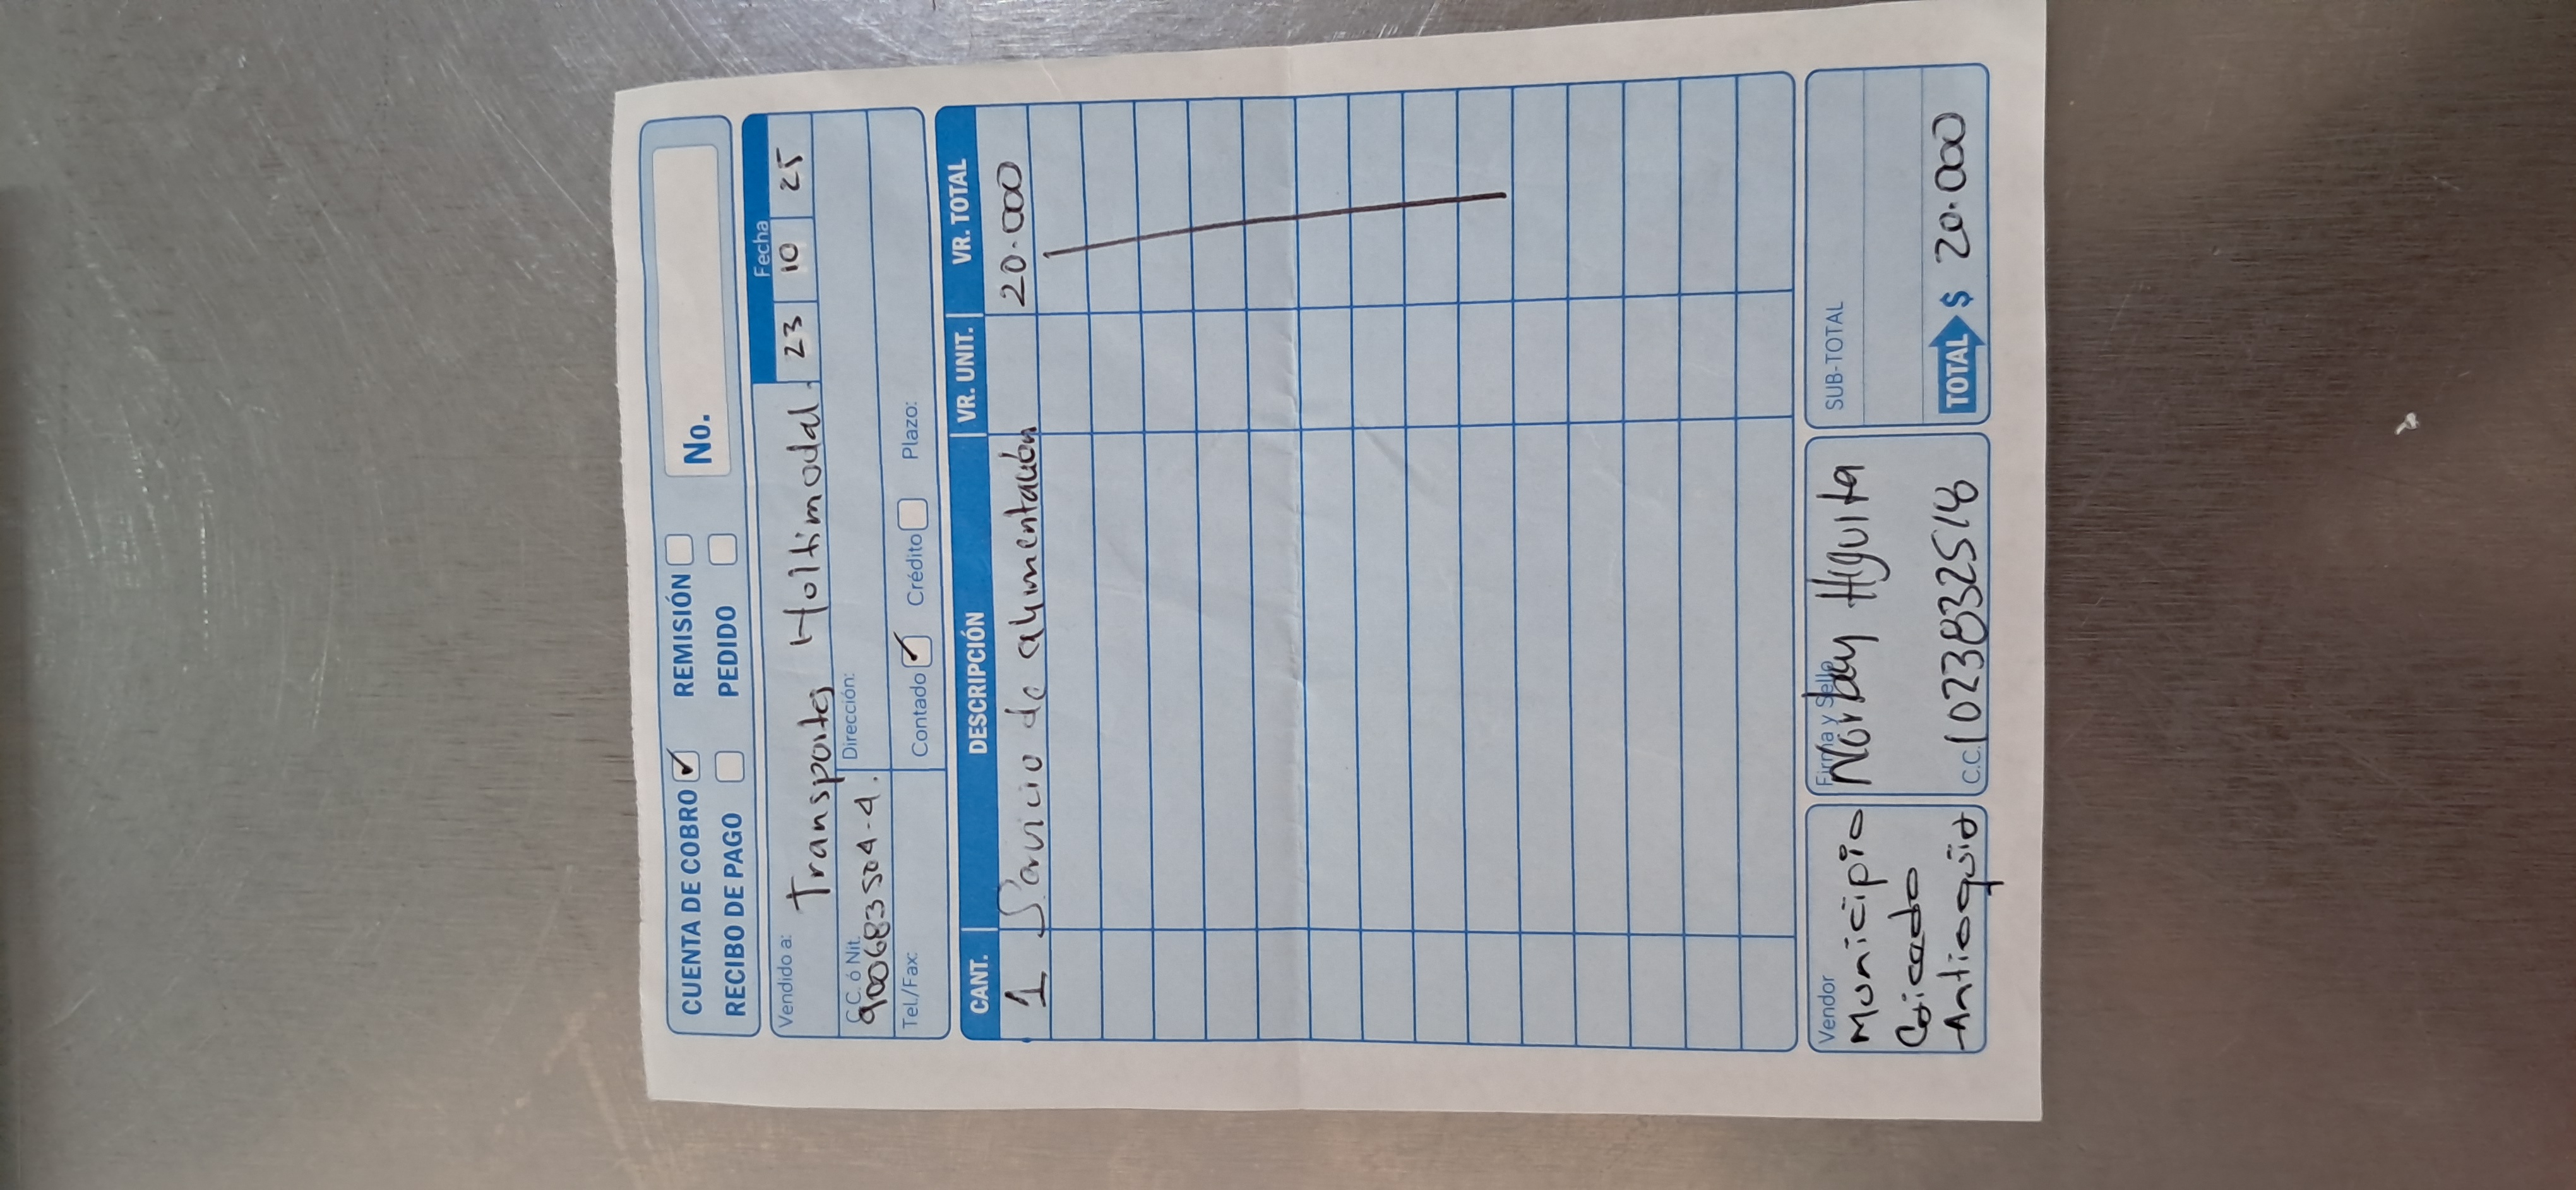 CUENTA DE COBRO ✓ REMISIÓN
RECIBO DE PAGO PEDIDO
No.
Fecha
23 10 25
Vendido a: Transportes Moltimodal.
C.C. ó Nit. 900683504-4.
Dirección:
Tel./Fax:
Contado ✓ Crédito Plazo:
CANT. DESCRIPCIÓN VR. UNIT. VR. TOTAL
1 Servicio de alimentación 20.000
Vendor
Municipio
Antioquia
Firma y Sello
Norbey Higuita
C.C. 1023832518
SUB-TOTAL
TOTAL $ 20.000